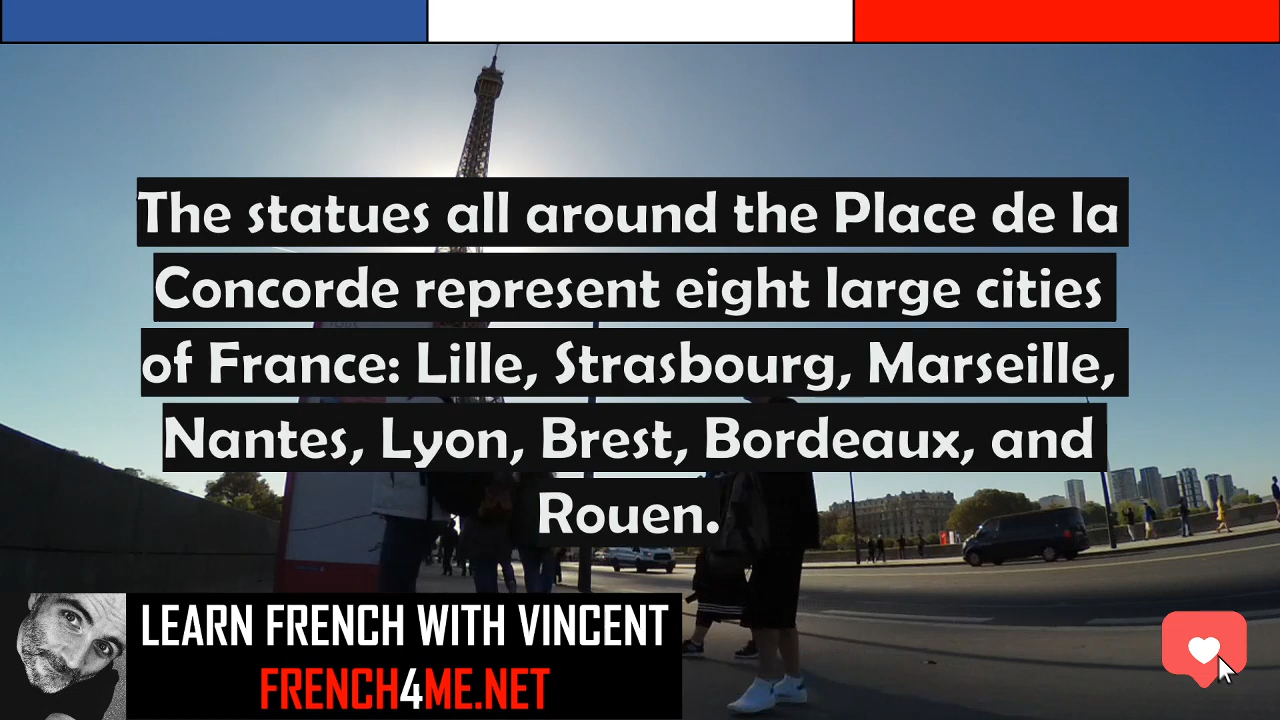 The statues all around the Place de la
Concorde represent eight large cities
of France: Lille, Strasbourg, Marseille,
Nantes, Lyon, Brest, Bordeaux, and
Rouen.
LEARN FRENCH WITH VINCENT
FRENCH4ME.NET